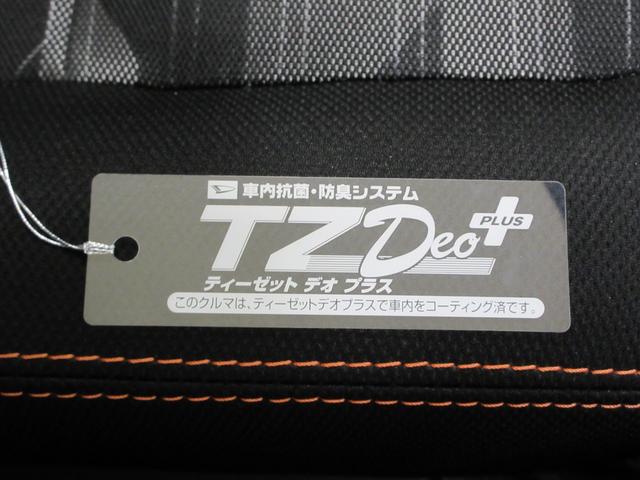 車内抗菌・防臭システム
TZ Deo PLUS
ティーゼット デオ プラス
このクルマは、ティーゼットデオプラスで車内をコーティング済です。